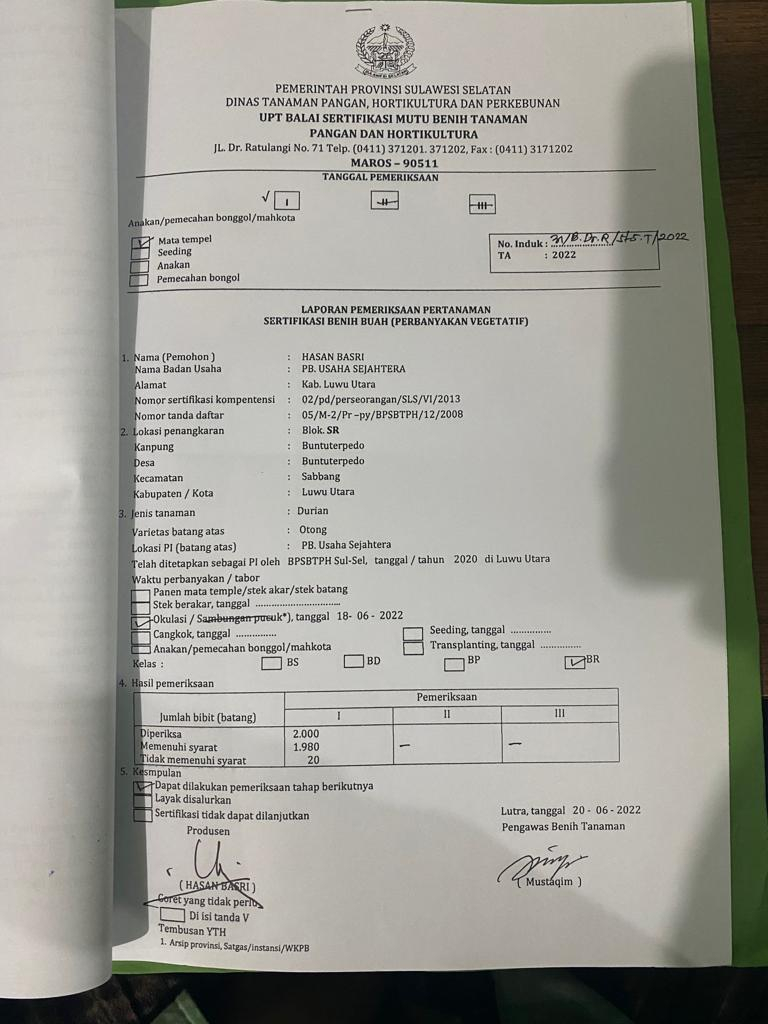 SULAWESI SELATAN
PEMERINTAH PROVINSI SULAWESI SELATAN
DINAS TANAMAN PANGAN, HORTIKULTURA DAN PERKEBUNAN
UPT BALAI SERTIFIKASI MUTU BENIH TANAMAN
PANGAN DAN HORTIKULTURA
JL. Dr. Ratulangi No. 71 Telp. (0411) 371201. 371202, Fax : (0411) 3171202
MAROS – 90511
TANGGAL PEMERIKSAAN
√ I II III
Anakan/pemecahan bonggol/mahkota
Mata tempel
Seeding
Anakan
Pemecahan bongol
No. Induk : /B.Dr.R/515.T/2022
TA : 2022
LAPORAN PEMERIKSAAN PERTANAMAN
SERTIFIKASI BENIH BUAH (PERBANYAKAN VEGETATIF)
1. Nama (Pemohon ) : HASAN BASRI
Nama Badan Usaha : PB. USAHA SEJAHTERA
Alamat : Kab. Luwu Utara
Nomor sertifikasi kompentensi : 02/pd/perseorangan/SLS/VI/2013
Nomor tanda daftar : 05/M-2/Pr –py/BPSBTPH/12/2008
2. Lokasi penangkaran : Blok. SR
Kanpung : Buntuterpedo
Desa : Buntuterpedo
Kecamatan : Sabbang
Kabupaten / Kota : Luwu Utara
3. Jenis tanaman : Durian
Varietas batang atas : Otong
Lokasi PI (batang atas) : PB. Usaha Sejahtera
Telah ditetapkan sebagai PI oleh BPSBTPH Sul-Sel, tanggal / tahun 2020 di Luwu Utara
Waktu perbanyakan / tabor
Panen mata temple/stek akar/stek batang
Stek berakar, tanggal ..............................
Okulasi / Sambungan pucuk*), tanggal 18- 06 - 2022
Cangkok, tanggal .............. Seeding, tanggal ..............
Anakan/pemecahan bonggol/mahkota Transplanting, tanggal ..............
Kelas : BS BD BP BR
4. Hasil pemeriksaan
Jumlah bibit (batang) Pemeriksaan
I II III
Diperiksa 2.000
Memenuhi syarat 1.980 – –
Tidak memenuhi syarat 20
5. Kesmpulan
Dapat dilakukan pemeriksaan tahap berikutnya
Layak disalurkan
Sertifikasi tidak dapat dilanjutkan
Lutra, tanggal 20 - 06 - 2022
Produsen Pengawas Benih Tanaman
( HASAN BASRI ) ( Mustaqim )
Coret yang tidak perlu
Di isi tanda V
Tembusan YTH
1. Arsip provinsi, Satgas/instansi/WKPB